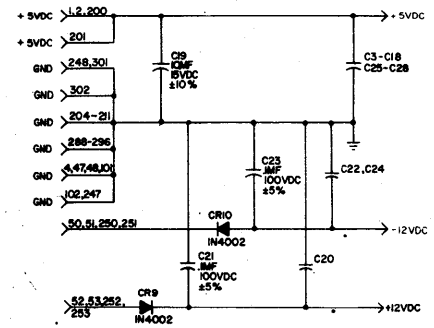 + 5VDC
1,2,200
+ 5VDC
+ 5VDC
201
GND
248,301
C19
10MF
15VDC
±10%
C3-C18
C25-C28
GND
302
GND
204-211
GND
288-296
GND
4,47,48,101
C23
.1MF
100VDC
±5%
C22,C24
GND
102,247
50,51,250,251
CR10
1N4002
-12VDC
C21
.1MF
100VDC
±5%
C20
52,53,252,
253
CR9
1N4002
+12VDC